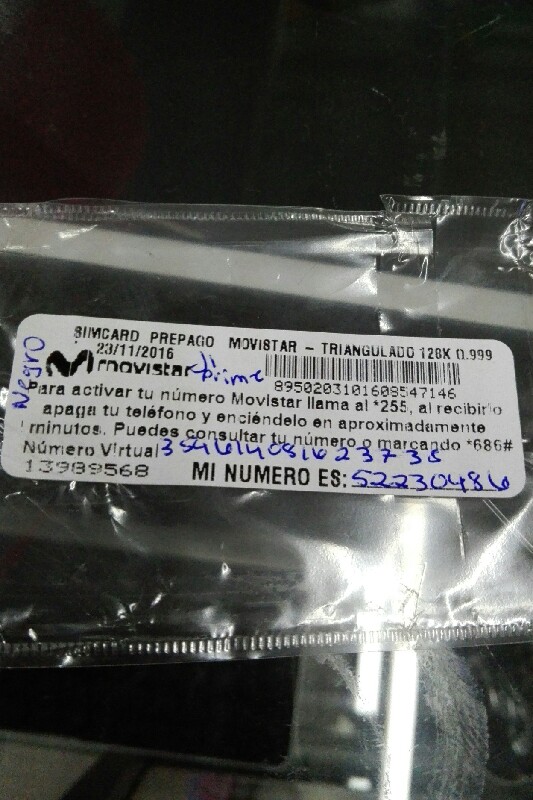 SIMCARD PREPAGO MOVISTAR - TRIANGULADO 128K 0.999
23/11/2016
Negro
movistar prime
8950203101608547146
Para activar tu número Movistar llama al *255, al recibirlo
apaga tu teléfono y enciéndelo en aproximadamente
minutos. Puedes consultar tu número o marcando *686#
Número Virtual
13989568 MI NUMERO ES: 52230486